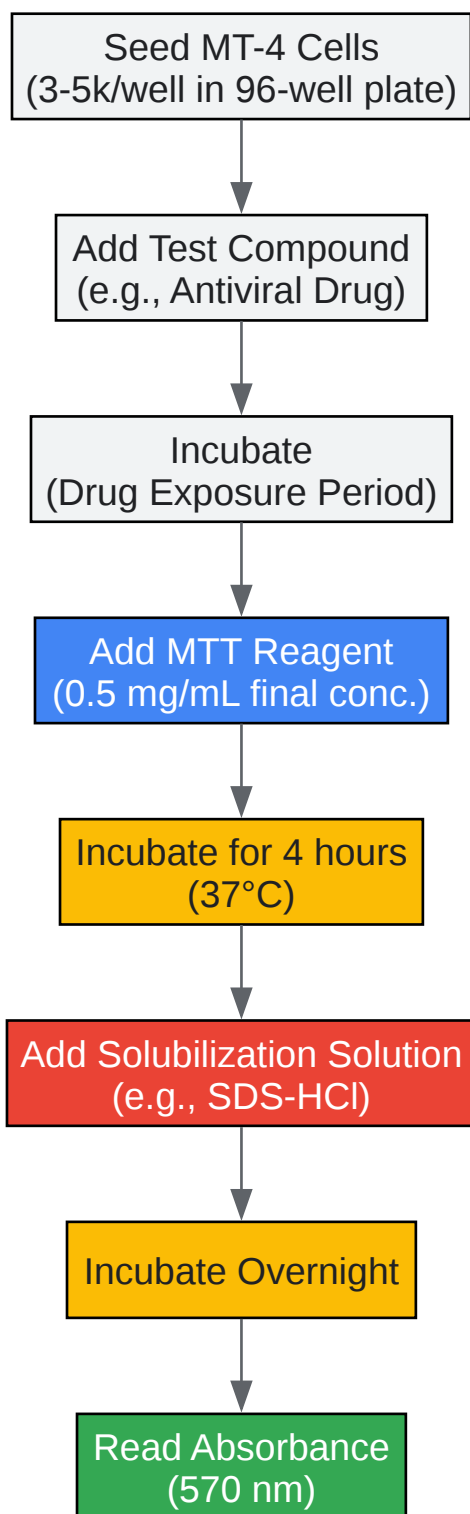 Seed MT-4 Cells
(3-5k/well in 96-well plate)
Add Test Compound
(e.g., Antiviral Drug)
Incubate
(Drug Exposure Period)
Add MTT Reagent
(0.5 mg/mL final conc.)
Incubate for 4 hours
(37°C)
Add Solubilization Solution
(e.g., SDS-HCl)
Incubate Overnight
Read Absorbance
(570 nm)